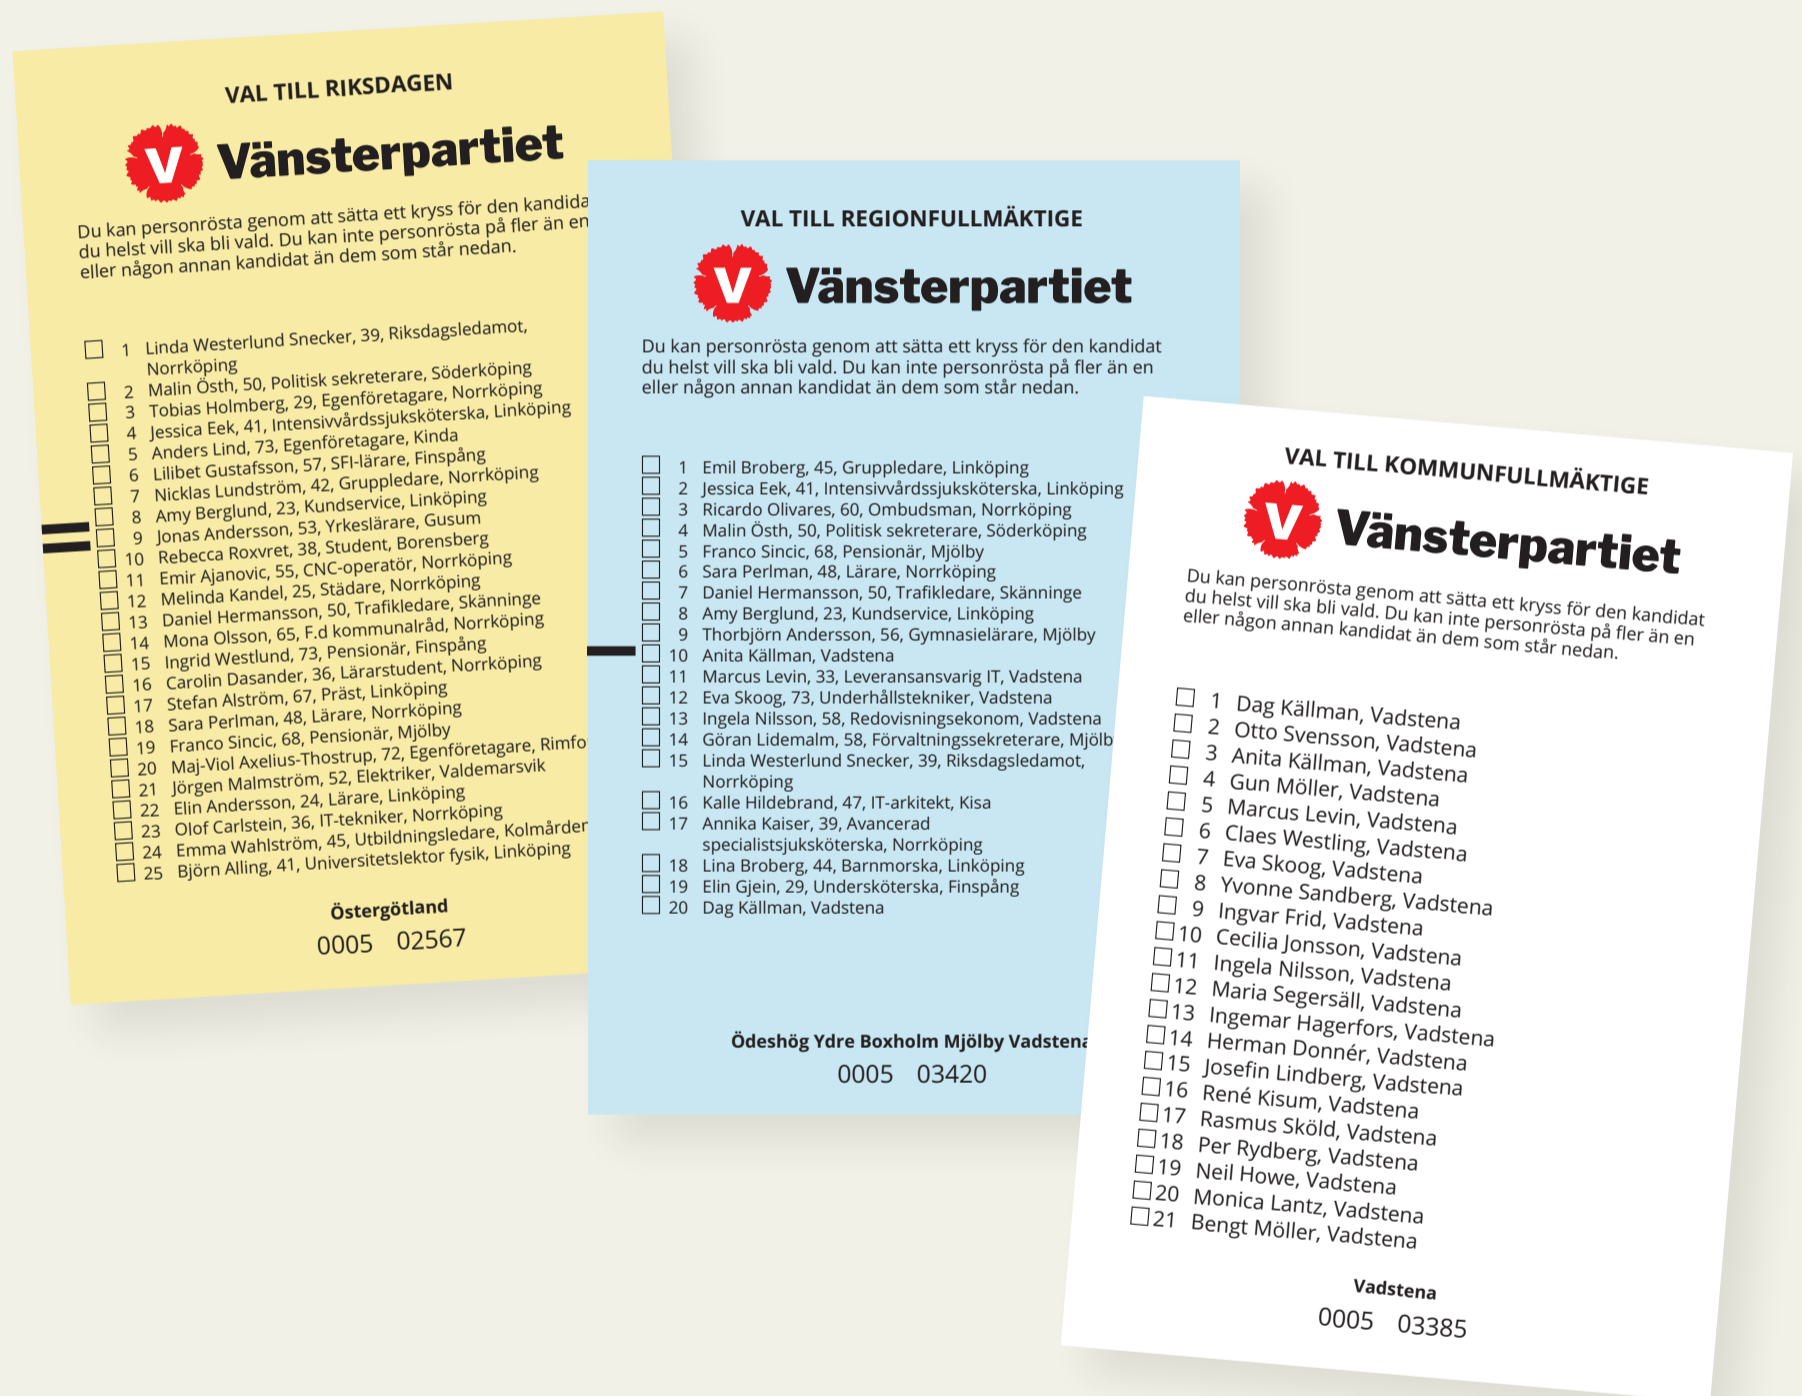 VAL TILL RIKSDAGEN
V Vänsterpartiet
Du kan personrösta genom att sätta ett kryss för den
du helst vill ska bli vald. Du kan inte personrösta på fler än en
eller någon annan kandidat än dem som står nedan.
1 Linda Westerlund Snecker, 39, Riksdagsledamot,
Norrköping
2 Malin Östh, 50, Politisk sekreterare, Söderköping
3 Tobias Holmberg, 29, Egenföretagare, Norrköping
4 Jessica Eek, 41, Intensivvårdssjuksköterska, Linköping
5 Anders Lind, 73, Egenföretagare, Kinda
6 Lilibet Gustafsson, 57, SFI-lärare, Finspång
7 Nicklas Lundström, 42, Gruppledare, Norrköping
8 Amy Berglund, 23, Kundservice, Linköping
9 Jonas Andersson, 53, Yrkeslärare, Gusum
10 Rebecca Roxvret, 38, Student, Borensberg
11 Emir Ajanovic, 55, CNC-operatör, Norrköping
12 Melinda Kandel, 25, Städare, Norrköping
13 Daniel Hermansson, 50, Trafikledare, Skänninge
14 Mona Olsson, 65, F.d kommunalråd, Norrköping
15 Ingrid Westlund, 73, Pensionär, Finspång
16 Carolin Dasander, 36, Lärarstudent, Norrköping
17 Stefan Alström, 67, Präst, Linköping
18 Sara Perlman, 48, Lärare, Norrköping
19 Franco Sincic, 68, Pensionär, Mjölby
20 Maj-Viol Axelius-Thostrup, 72, Egenföretagare,
21 Jörgen Malmström, 52, Elektriker, Valdemarsvik
22 Elin Andersson, 24, Lärare, Linköping
23 Olof Carlstein, 36, IT-tekniker, Norrköping
24 Emma Wahlström, 45, Utbildningsledare, Kolmården
25 Björn Alling, 41, Universitetslektor fysik, Linköping
Östergötland
0005 02567
VAL TILL REGIONFULLMÄKTIGE
V Vänsterpartiet
Du kan personrösta genom att sätta ett kryss för den kandidat
du helst vill ska bli vald. Du kan inte personrösta på fler än en
eller någon annan kandidat än dem som står nedan.
1 Emil Broberg, 45, Gruppledare, Linköping
2 Jessica Eek, 41, Intensivvårdssjuksköterska, Linköping
3 Ricardo Olivares, 60, Ombudsman, Norrköping
4 Malin Östh, 50, Politisk sekreterare, Söderköping
5 Franco Sincic, 68, Pensionär, Mjölby
6 Sara Perlman, 48, Lärare, Norrköping
7 Daniel Hermansson, 50, Trafikledare, Skänninge
8 Amy Berglund, 23, Kundservice, Linköping
9 Thorbjörn Andersson, 56, Gymnasielärare, Mjölby
10 Anita Källman, Vadstena
11 Marcus Levin, 33, Leveransansvarig IT, Vadstena
12 Eva Skoog, 73, Underhållstekniker, Vadstena
13 Ingela Nilsson, 58, Redovisningsekonom, Vadstena
14 Göran Lidemalm, 58, Förvaltningssekreterare, Mjölb
15 Linda Westerlund Snecker, 39, Riksdagsledamot,
Norrköping
16 Kalle Hildebrand, 47, IT-arkitekt, Kisa
17 Annika Kaiser, 39, Avancerad
specialistsjuksköterska, Norrköping
18 Lina Broberg, 44, Barnmorska, Linköping
19 Elin Gjein, 29, Undersköterska, Finspång
20 Dag Källman, Vadstena
Ödeshög Ydre Boxholm Mjölby Vadstena
0005 03420
VAL TILL KOMMUNFULLMÄKTIGE
V Vänsterpartiet
Du kan personrösta genom att sätta ett kryss för den kandidat
du helst vill ska bli vald. Du kan inte personrösta på fler än en
eller någon annan kandidat än dem som står nedan.
1 Dag Källman, Vadstena
2 Otto Svensson, Vadstena
3 Anita Källman, Vadstena
4 Gun Möller, Vadstena
5 Marcus Levin, Vadstena
6 Claes Westling, Vadstena
7 Eva Skoog, Vadstena
8 Yvonne Sandberg, Vadstena
9 Ingvar Frid, Vadstena
10 Cecilia Jonsson, Vadstena
11 Ingela Nilsson, Vadstena
12 Maria Segersäll, Vadstena
13 Ingemar Hagerfors, Vadstena
14 Herman Donnér, Vadstena
15 Josefin Lindberg, Vadstena
16 René Kisum, Vadstena
17 Rasmus Sköld, Vadstena
18 Per Rydberg, Vadstena
19 Neil Howe, Vadstena
20 Monica Lantz, Vadstena
21 Bengt Möller, Vadstena
Vadstena
0005 03385